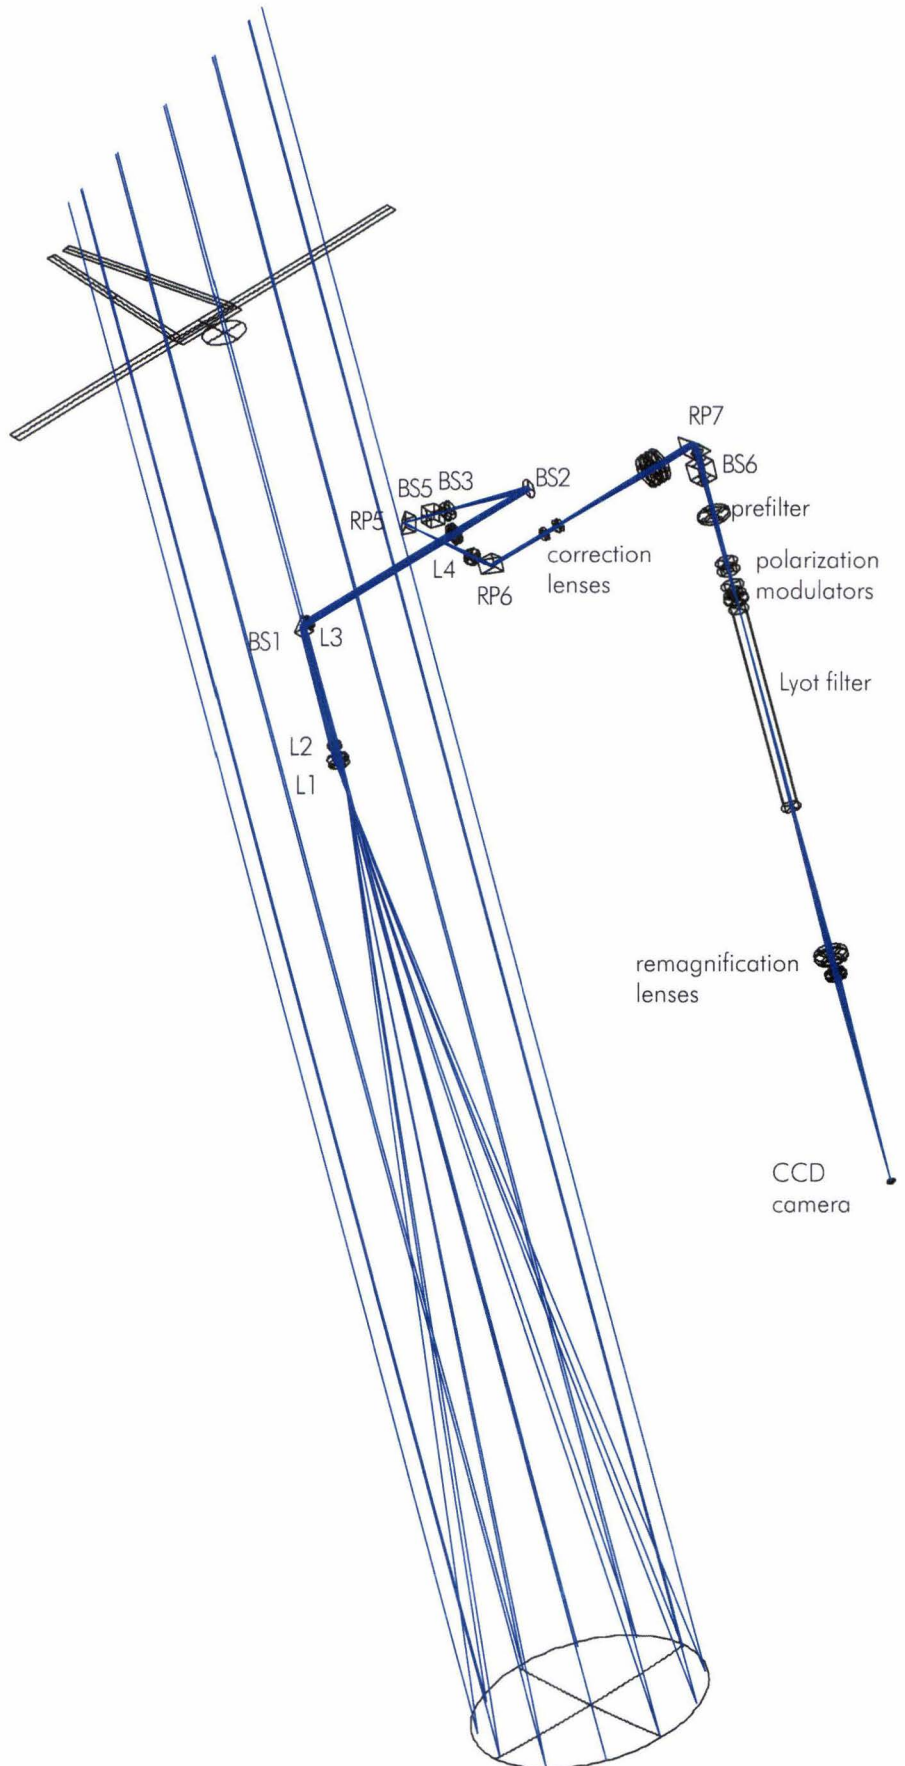 RP7
BS6
BS2
BS5 BS3
RP5
prefilter
L4
correction
lenses
polarization
modulators
RP6
BS1
L3
Lyot filter
L2
L1
remagnification
lenses
CCD
camera